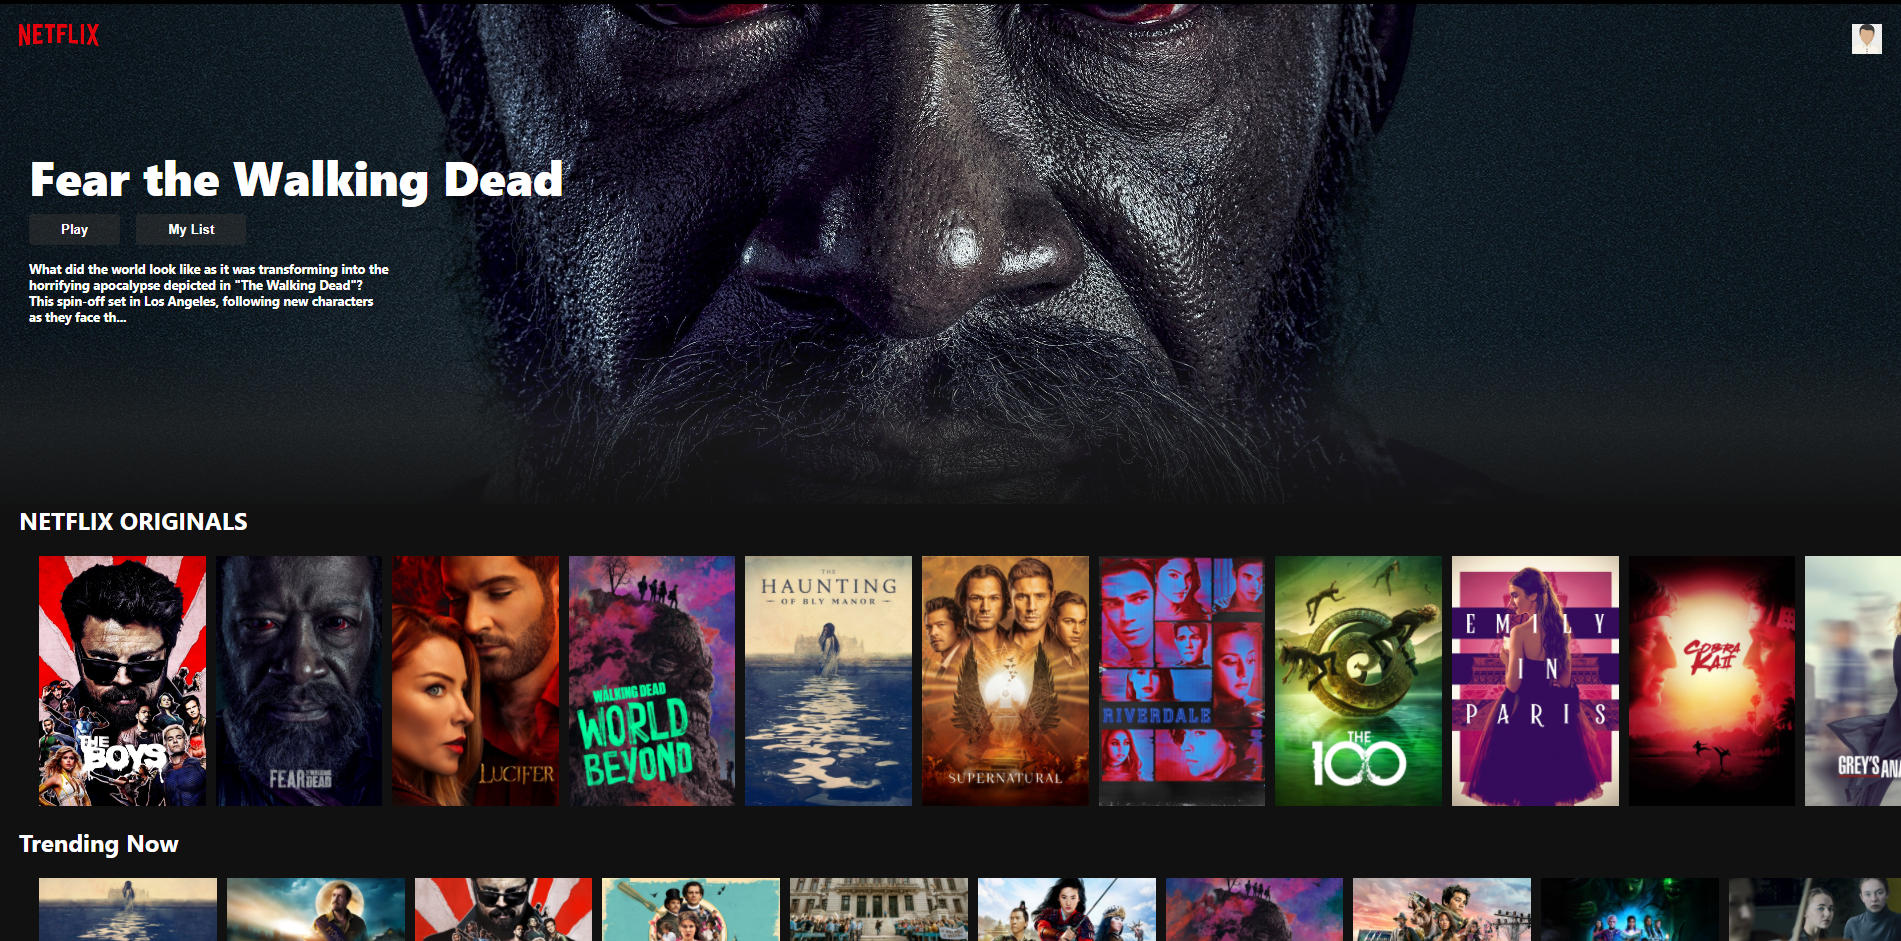 NETFLIX
Fear the Walking Dead
Play
My List
What did the world look like as it was transforming into the
horrifying apocalypse depicted in "The Walking Dead"?
This spin-off set in Los Angeles, following new characters
as they face th...
NETFLIX ORIGINALS
THE
BOYS
FEAR THE WALKING DEAD
LUCIFER
WALKING DEAD
WORLD
BEYOND
THE
HAUNTING
OF BLY MANOR
SUPERNATURAL
RIVERDALE
THE
100
EMILY
IN
PARIS
COBRA
KAI
GREY'S ANA
Trending Now